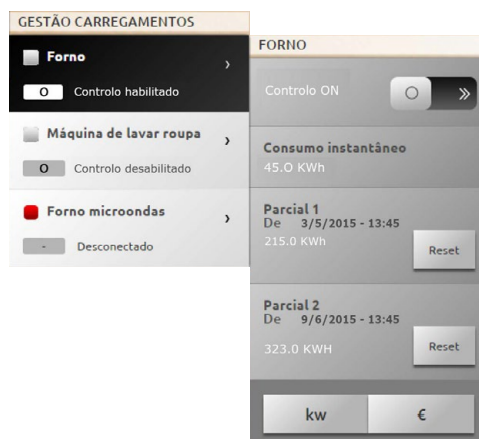 GESTÃO CARREGAMENTOS
Forno
O Controlo habilitado
Máquina de lavar roupa
O Controlo desabilitado
Forno microondas
- Desconectado
FORNO
Controlo ON
O »
Consumo instantâneo
45.O KWh
Parcial 1
De 3/5/2015 - 13:45
215.0 KWh
Reset
Parcial 2
De 9/6/2015 - 13:45
323.0 KWH
Reset
kw €